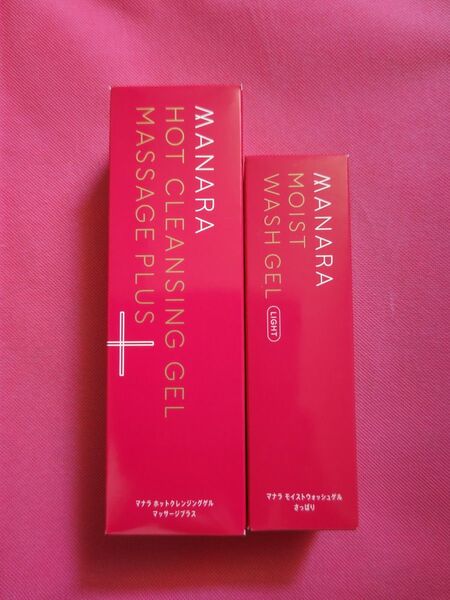 MANARA
HOT CLEANSING GEL
MASSAGE PLUS
マナラ ホットクレンジングゲル
マッサージプラス
MANARA
MOIST
WASH GEL LIGHT
マナラ モイストウォッシュゲル
さっぱり